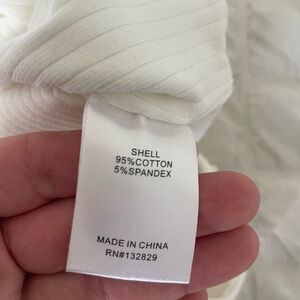 SHELL
95%COTTON
5%SPANDEX
MADE IN CHINA
RN#132829